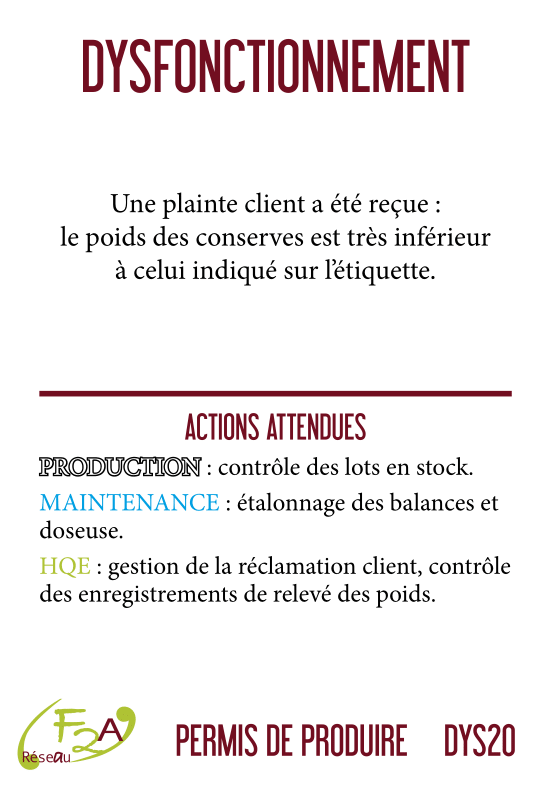 DYSFONCTIONNEMENT
Une plainte client a été reçue :
le poids des conserves est très inférieur
à celui indiqué sur l’étiquette.
ACTIONS ATTENDUES
PRODUCTION : contrôle des lots en stock.
MAINTENANCE : étalonnage des balances et
doseuse.
HQE : gestion de la réclamation client, contrôle
des enregistrements de relevé des poids.
F2A
Réseau
PERMIS DE PRODUIRE DYS20